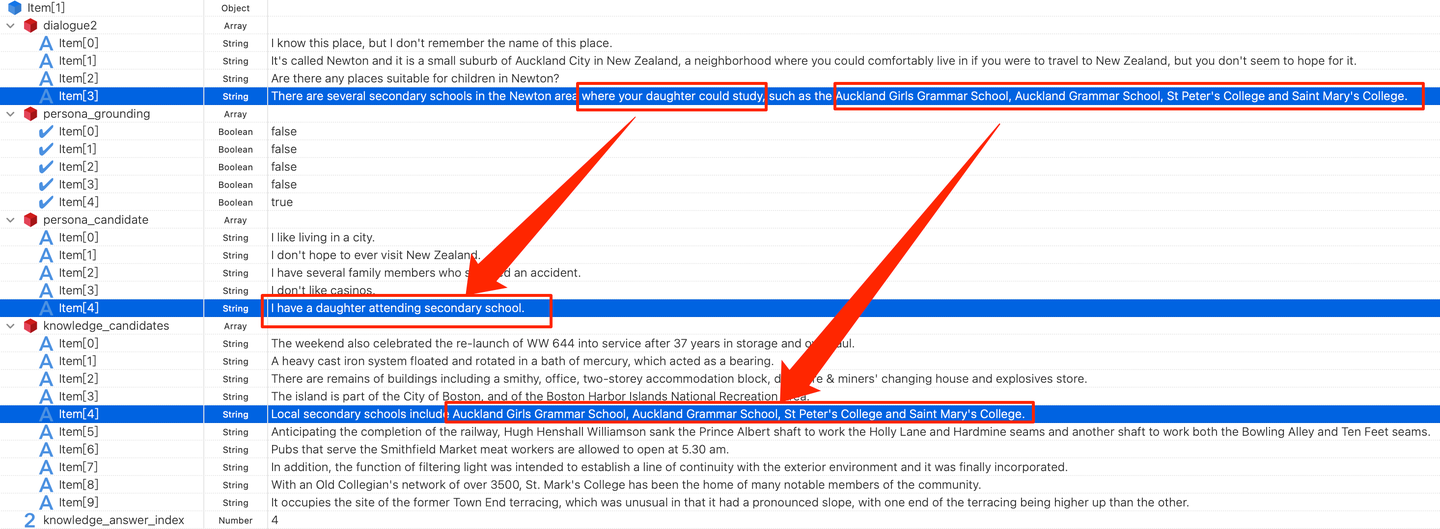 Item[1] Object
dialogue2 Array
Item[0] String I know this place, but I don't remember the name of this place.
Item[1] String It's called Newton and it is a small suburb of Auckland City in New Zealand, a neighborhood where you could comfortably live in if you were to travel to New Zealand, but you don't seem to hope for it.
Item[2] String Are there any places suitable for children in Newton?
Item[3] String There are several secondary schools in the Newton area where your daughter could study, such as the Auckland Girls Grammar School, Auckland Grammar School, St Peter's College and Saint Mary's College.
persona_grounding Array
Item[0] Boolean false
Item[1] Boolean false
Item[2] Boolean false
Item[3] Boolean false
Item[4] Boolean true
persona_candidate Array
Item[0] String I like living in a city.
Item[1] String I don't hope to ever visit New Zealand.
Item[2] String I have several family members who an accident.
Item[3] String I don't like casinos.
Item[4] String I have a daughter attending secondary school.
knowledge_candidates Array
Item[0] String The weekend also celebrated the re-launch of WW 644 into service after 37 years in storage and
Item[1] String A heavy cast iron system floated and rotated in a bath of mercury, which acted as a bearing.
Item[2] String There are remains of buildings including a smithy, office, two-storey accommodation block, & miners' changing house and explosives store.
Item[3] String The island is part of the City of Boston, and of the Boston Harbor Islands National Recreation
Item[4] String Local secondary schools include Auckland Girls Grammar School, Auckland Grammar School, St Peter's College and Saint Mary's College.
Item[5] String Anticipating the completion of the railway, Hugh Henshall Williamson sank the Prince Albert shaft to work the Holly Lane and Hardmine seams and another shaft to work both the Bowling Alley and Ten Feet seams.
Item[6] String Pubs that serve the Smithfield Market meat workers are allowed to open at 5.30 am.
Item[7] String In addition, the function of filtering light was intended to establish a line of continuity with the exterior environment and it was finally incorporated.
Item[8] String With an Old Collegian's network of over 3500, St. Mark's College has been the home of many notable members of the community.
Item[9] String It occupies the site of the former Town End terracing, which was unusual in that it had a pronounced slope, with one end of the terracing being higher up than the other.
2 knowledge_answer_index Number 4